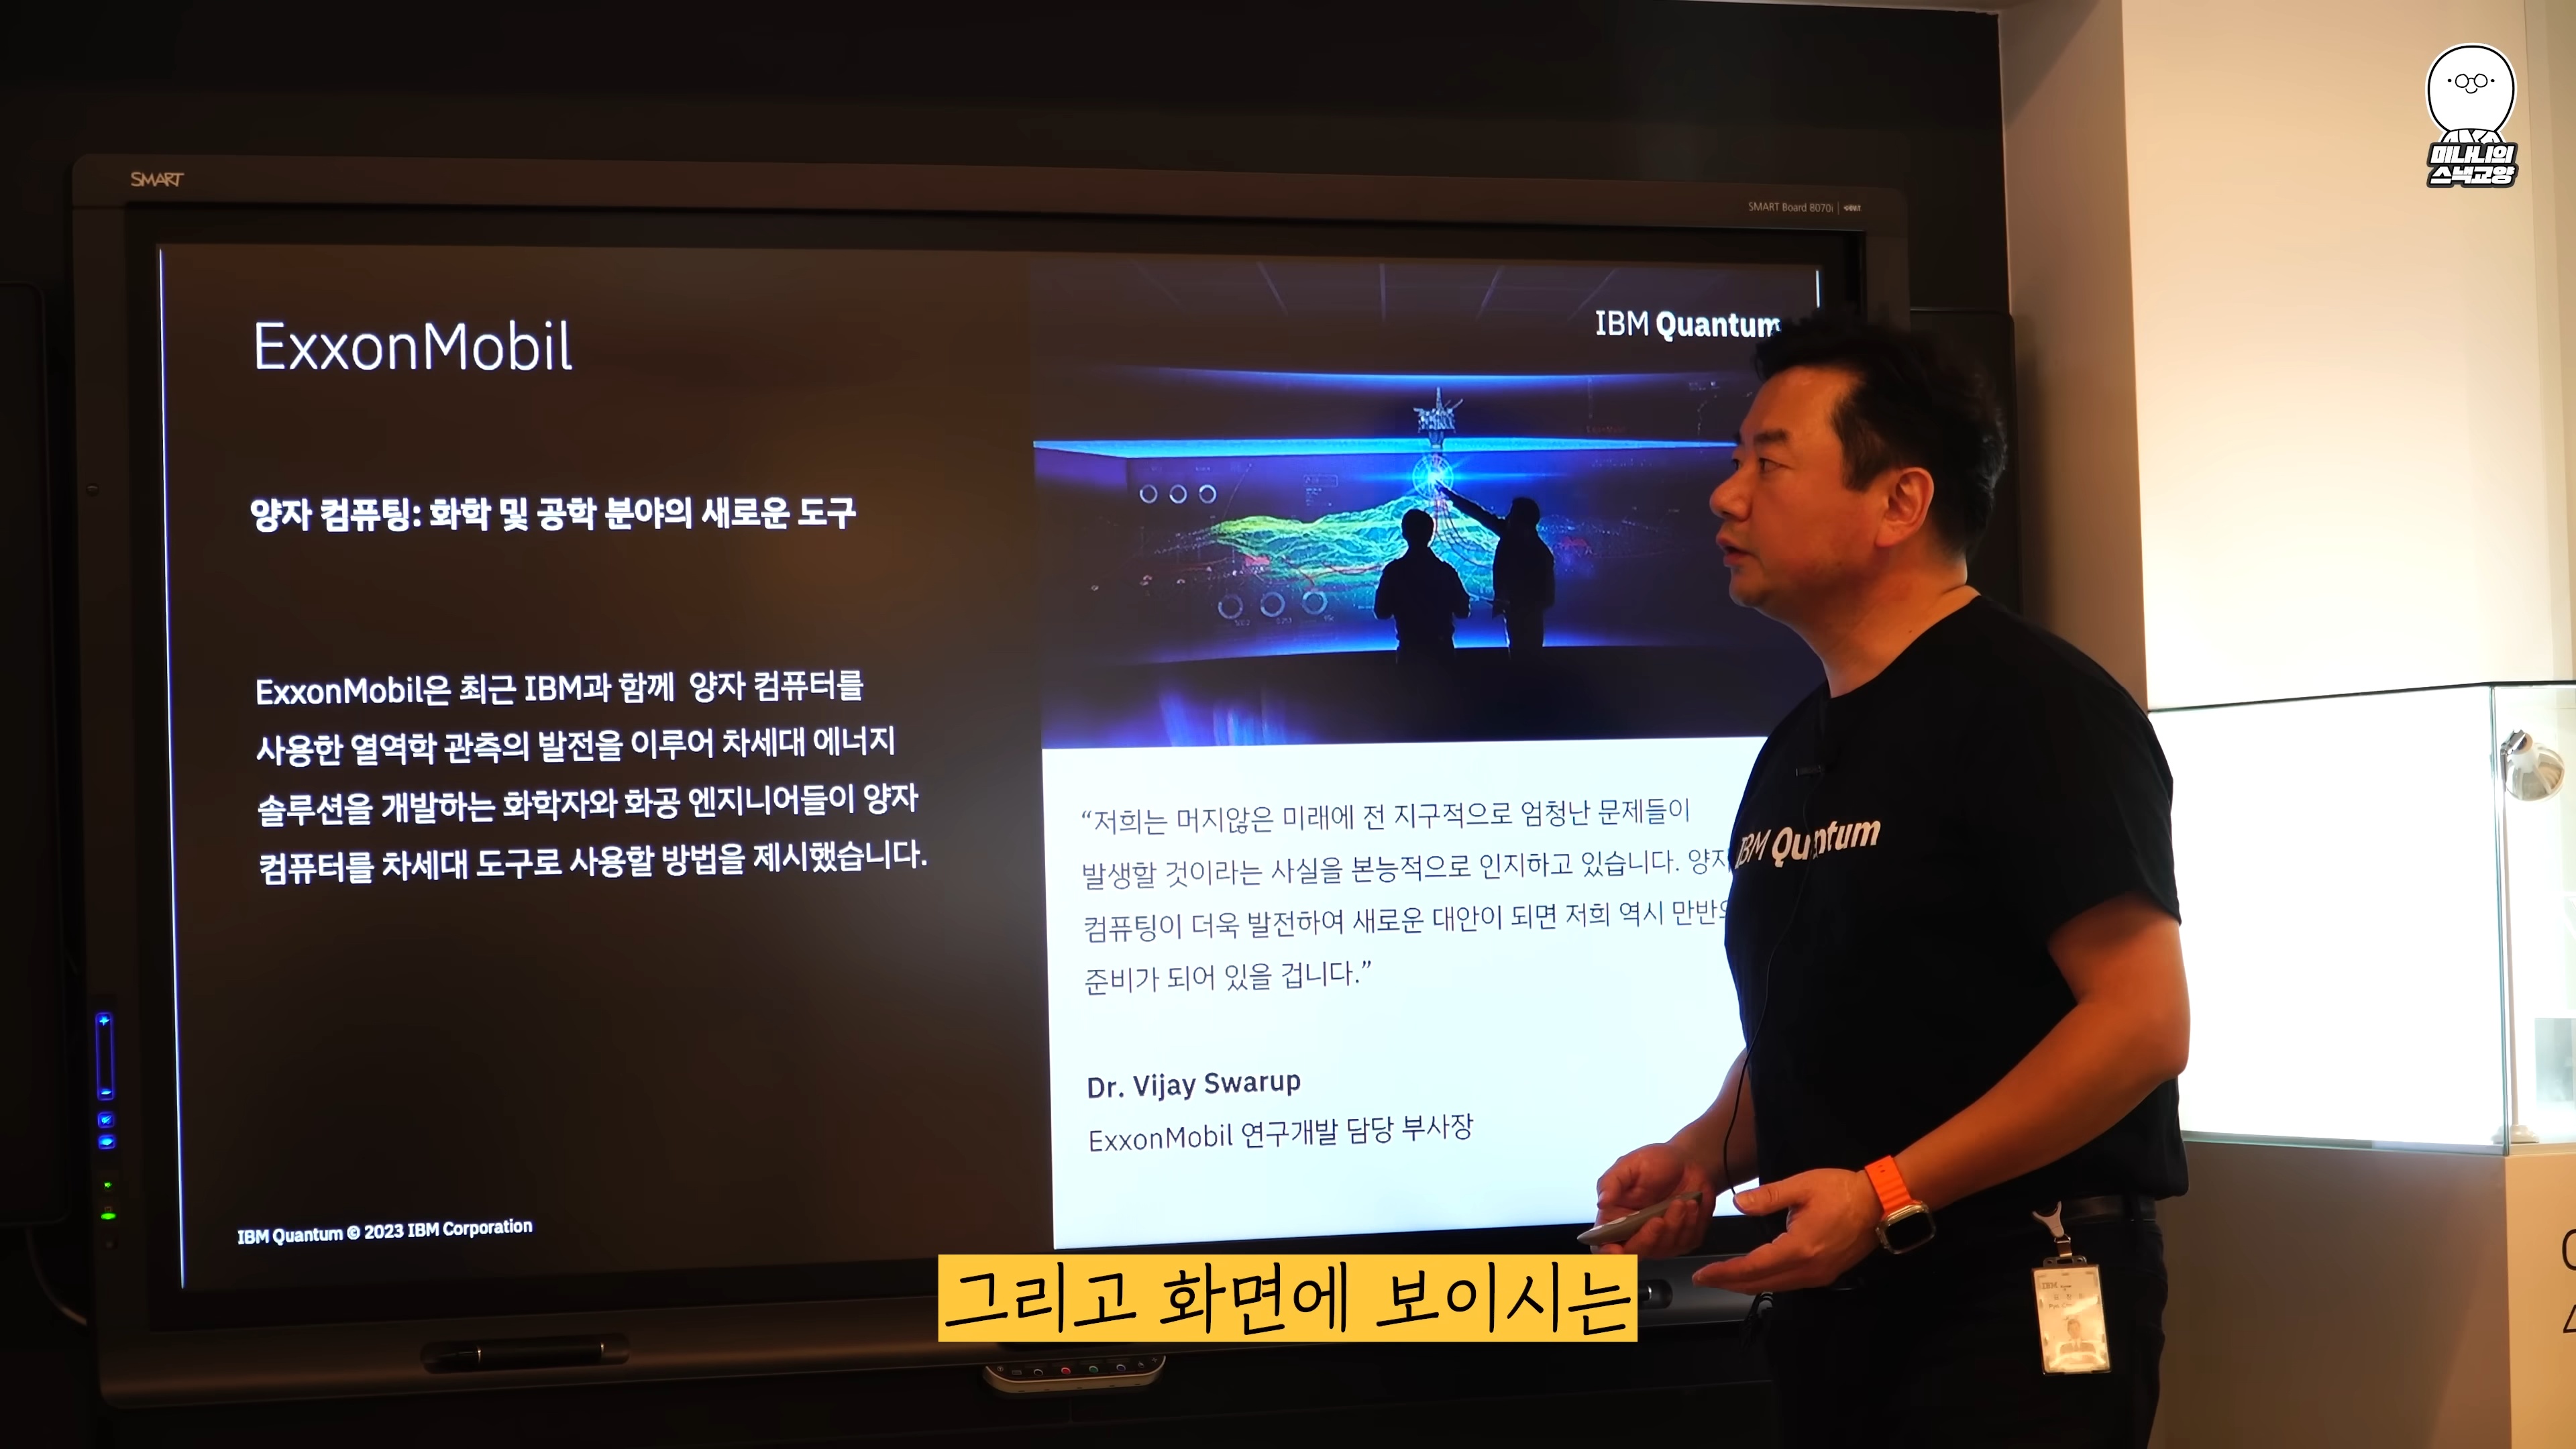 미내니의
스낵교양
SMART
SMART Board 8070i
ExxonMobil
IBM Quantum
양자 컴퓨팅: 화학 및 공학 분야의 새로운 도구
ExxonMobil은 최근 IBM과 함께 양자 컴퓨터를
사용한 열역학 관측의 발전을 이루어 차세대 에너지
솔루션을 개발하는 화학자와 화공 엔지니어들이 양자
컴퓨터를 차세대 도구로 사용할 방법을 제시했습니다.
“저희는 머지않은 미래에 전 지구적으로 엄청난 문제들이
발생할 것이라는 사실을 본능적으로 인지하고 있습니다. 양자
컴퓨팅이 더욱 발전하여 새로운 대안이 되면 저희 역시 만반의
준비가 되어 있을 겁니다.”
Dr. Vijay Swarup
ExxonMobil 연구개발 담당 부사장
IBM Quantum © 2023 IBM Corporation
IBM Quantum
그리고 화면에 보이시는